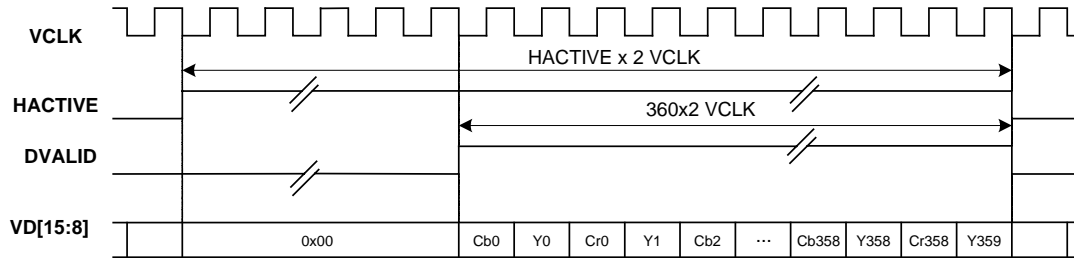 VCLK
HACTIVE x 2 VCLK
HACTIVE
360x2 VCLK
DVALID
VD[15:8]
0x00 Cb0 Y0 Cr0 Y1 Cb2 ... Cb358 Y358 Cr358 Y359